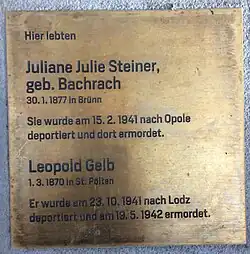 Hier lebten
Juliane Julie Steiner,
geb. Bachrach
30. 1. 1877 in Brünn
Sie wurde am 15. 2. 1941 nach Opole
deportiert und dort ermordet.
Leopold Gelb
1. 3. 1870 in St. Pölten
Er wurde am 23. 10. 1941 nach Lodz
deportiert und am 19. 5. 1942 ermordet.